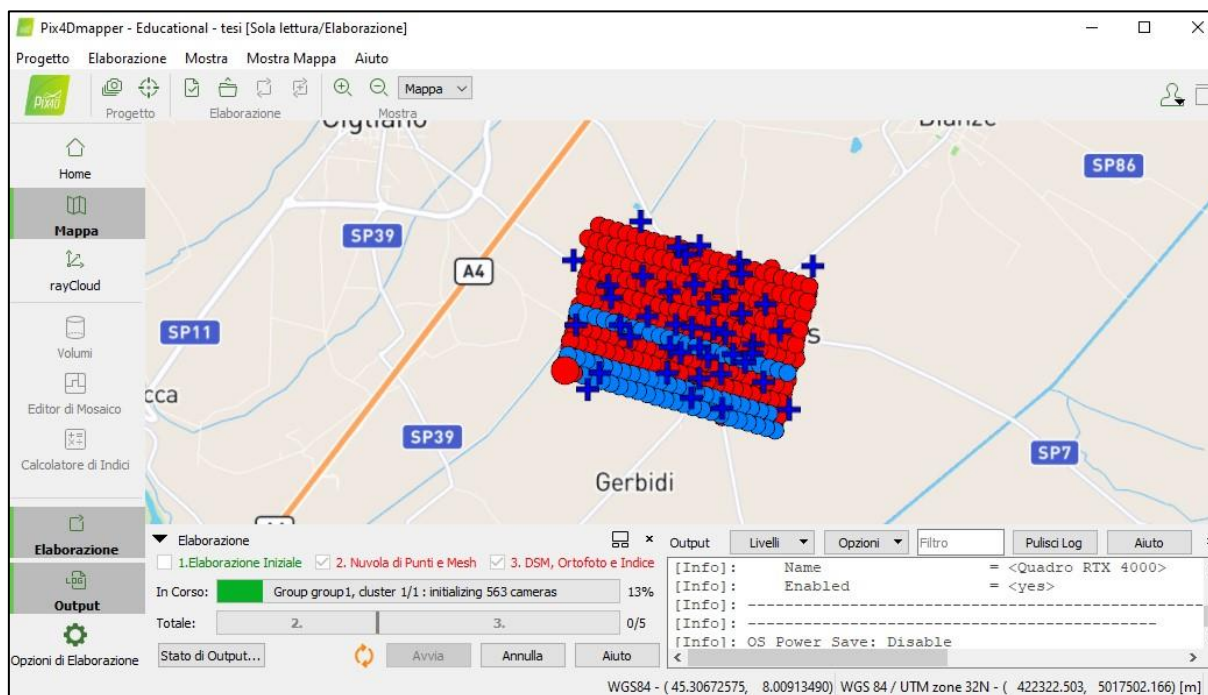 Pix4Dmapper - Educational - tesi [Sola lettura/Elaborazione]
Progetto Elaborazione Mostra Mostra Mappa Aiuto
PIX4D
Mappa
Progetto Elaborazione Mostra
Home
Mappa
rayCloud
Volumi
Editor di Mosaico
Calcolatore di Indici
Elaborazione
Output
Opzioni di Elaborazione
Cigliano
Bianzè
SP86
SP39
A4
SP11
s
cca
SP39
SP7
Gerbidi
Elaborazione
1.Elaborazione Iniziale 2. Nuvola di Punti e Mesh 3. DSM, Ortofoto e Indice
In Corso: Group group1, cluster 1/1 : initializing 563 cameras 13%
Totale: 2. 3. 0/5
Stato di Output... Avvia Annulla Aiuto
Output Livelli Opzioni Filtro Pulisci Log Aiuto
[Info]: Name = <Quadro RTX 4000>
[Info]: Enabled = <yes>
[Info]: ---------------------------------------------------
[Info]: ---------------------------------------------
[Info]: OS Power Save: Disable
WGS84 - ( 45.30672575, 8.00913490) WGS 84 / UTM zone 32N - ( 422322.503, 5017502.166) [m]